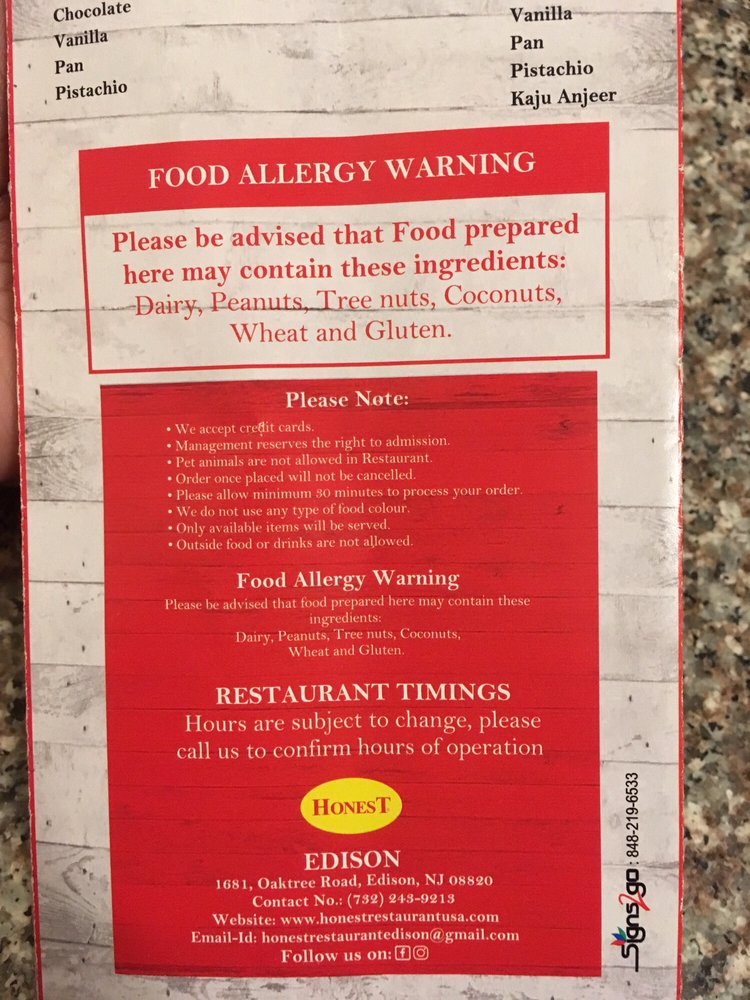 Chocolate
Vanilla
Pan
Pistachio
Vanilla
Pan
Pistachio
Kaju Anjeer
FOOD ALLERGY WARNING
Please be advised that Food prepared
here may contain these ingredients:
Dairy, Peanuts, Tree nuts, Coconuts,
Wheat and Gluten.
Please Note:
• We accept credit cards.
• Management reserves the right to admission.
• Pet animals are not allowed in Restaurant.
• Order once placed will not be cancelled.
• Please allow minimum 30 minutes to process your order.
• We do not use any type of food colour.
• Only available items will be served.
• Outside food or drinks are not allowed.
Food Allergy Warning
Please be advised that food prepared here may contain these
ingredients:
Dairy, Peanuts, Tree nuts, Coconuts,
Wheat and Gluten.
RESTAURANT TIMINGS
Hours are subject to change, please
call us to confirm hours of operation
HONEST
EDISON
1681, Oaktree Road, Edison, NJ 08820
Contact No.: (732) 243-9213
Website: www.honestrestaurantusa.com
Email-Id: honestrestaurantedison@gmail.com
Follow us on:
Signs2go : 848-219-6533